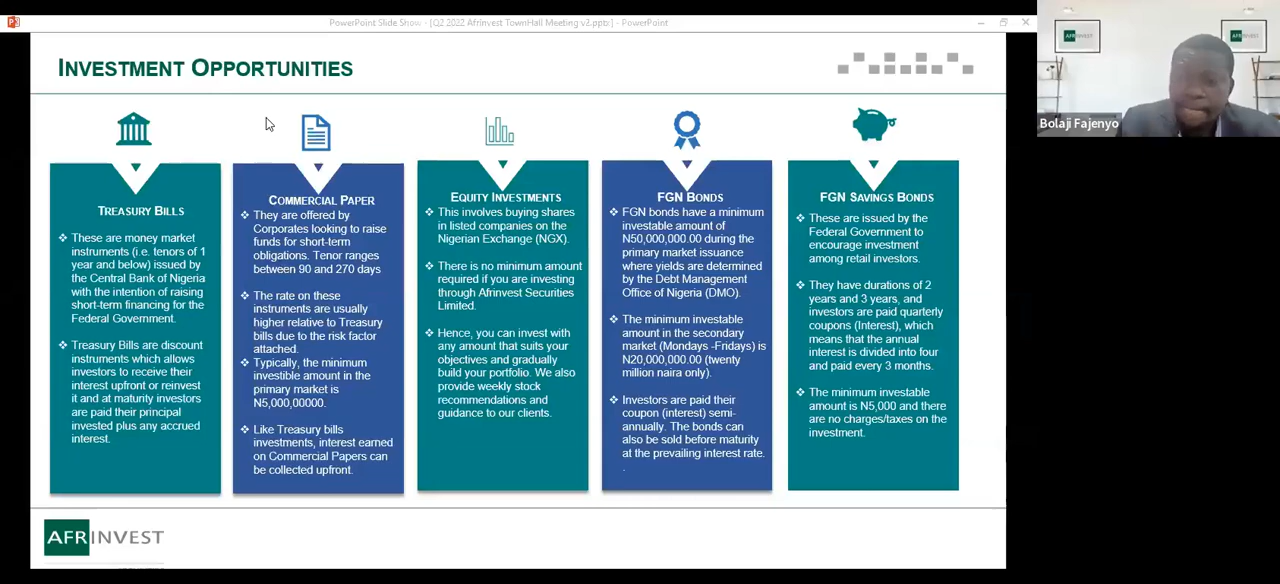 PowerPoint Slide Show - [Q2 2022 Afrinvest TownHall Meeting v2.pptx] - PowerPoint
INVESTMENT OPPORTUNITIES
TREASURY BILLS
These are money market
instruments (i.e. tenors of 1
year and below) issued by
the Central Bank of Nigeria
with the intention of raising
short-term financing for the
Federal Government.
Treasury Bills are discount
instruments which allows
investors to receive their
interest upfront or reinvest
it and at maturity investors
are paid their principal
invested plus any accrued
interest.
COMMERCIAL PAPER
They are offered by
Corporates looking to raise
funds for short-term
obligations. Tenor ranges
between 90 and 270 days
The rate on these
instruments are usually
higher relative to Treasury
bills due to the risk factor
attached.
Typically, the minimum
investible amount in the
primary market is
N5,000,00000.
Like Treasury bills
investments, interest earned
on Commercial Papers can
be collected upfront.
EQUITY INVESTMENTS
This involves buying shares
in listed companies on the
Nigerian Exchange (NGX).
There is no minimum amount
required if you are investing
through Afrinvest Securities
Limited.
Hence, you can invest with
any amount that suits your
objectives and gradually
build your portfolio. We also
provide weekly stock
recommendations and
guidance to our clients.
FGN BONDS
FGN bonds have a minimum
investable amount of
N50,000,000.00 during the
primary market issuance
where yields are determined
by the Debt Management
Office of Nigeria (DMO).
The minimum investable
amount in the secondary
market (Mondays -Fridays) is
N20,000,000.00 (twenty
million naira only).
Investors are paid their
coupon (interest) semi-
annually. The bonds can
also be sold before maturity
at the prevailing interest rate.
.
FGN SAVINGS BONDS
These are issued by the
Federal Government to
encourage investment
among retail investors.
They have durations of 2
years and 3 years, and
investors are paid quarterly
coupons (Interest), which
means that the annual
interest is divided into four
and paid every 3 months.
The minimum investable
amount is N5,000 and there
are no charges/taxes on the
investment.
AFRINVEST
AFRINVEST
AFRINVEST
Bolaji Fajenyo